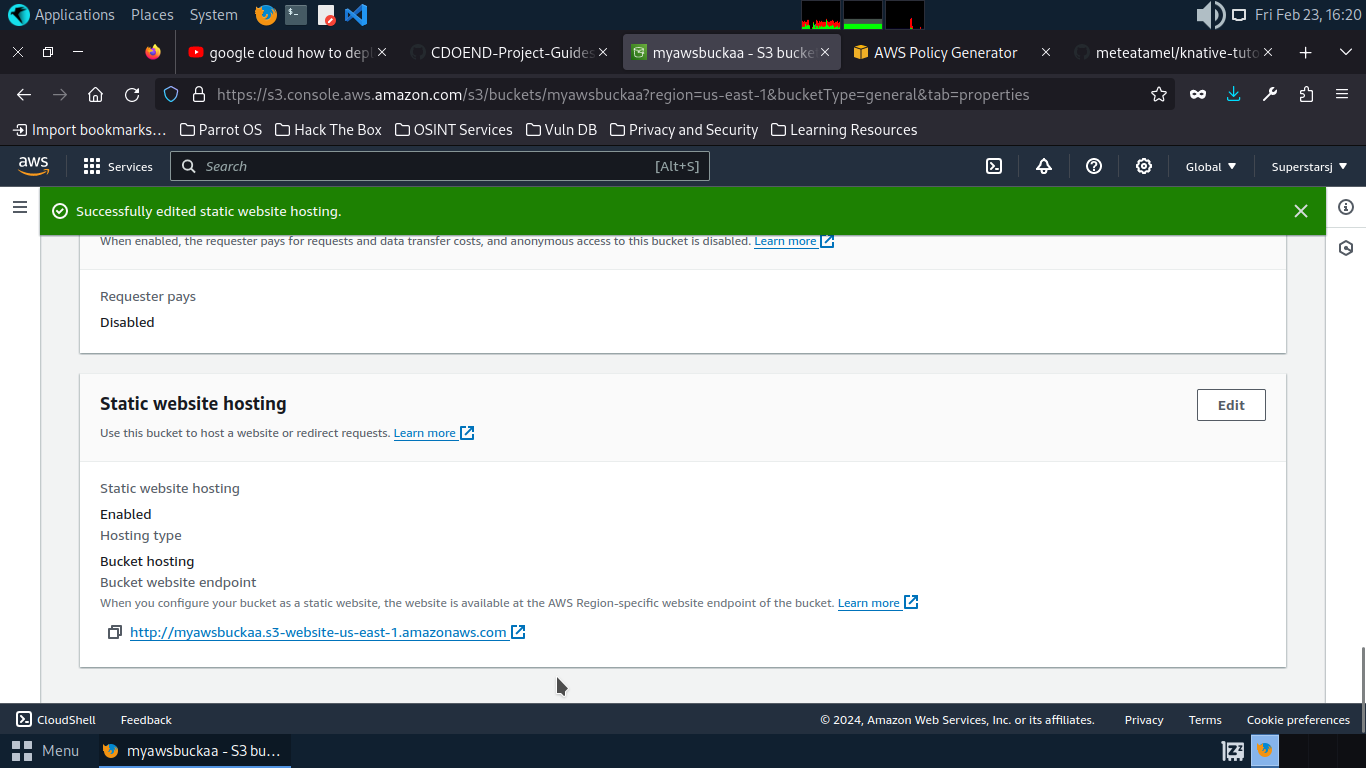 Applications Places System Fri Feb 23, 16:20
google cloud how to depl CDOEND-Project-Guides myawsbuckaa - S3 bucke AWS Policy Generator meteatamel/knative-tuto
https://s3.console.aws.amazon.com/s3/buckets/myawsbuckaa?region=us-east-1&bucketType=general&tab=properties
Import bookmarks… Parrot OS Hack The Box OSINT Services Vuln DB Privacy and Security Learning Resources
aws Services Search [Alt+S] Global Superstarsj
Successfully edited static website hosting.
When enabled, the requester pays for requests and data transfer costs, and anonymous access to this bucket is disabled. Learn more
Requester pays
Disabled
Static website hosting Edit
Use this bucket to host a website or redirect requests. Learn more
Static website hosting
Enabled
Hosting type
Bucket hosting
Bucket website endpoint
When you configure your bucket as a static website, the website is available at the AWS Region-specific website endpoint of the bucket. Learn more
http://myawsbuckaa.s3-website-us-east-1.amazonaws.com
CloudShell Feedback © 2024, Amazon Web Services, Inc. or its affiliates. Privacy Terms Cookie preferences
Menu myawsbuckaa - S3 bu...